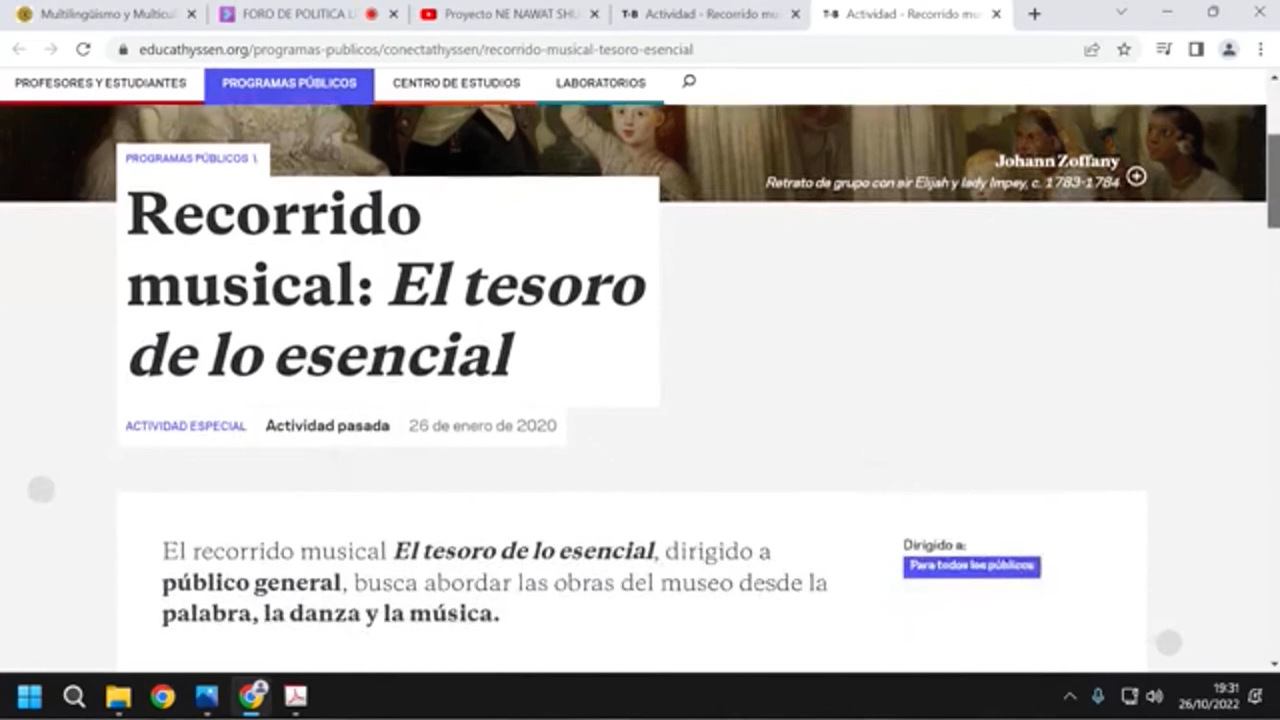 Multilingüismo y Multicul
FORO DE POLITICA LI
Proyecto NE NAWAT SHU
T-B Actividad - Recorrido mu
T-B Actividad - Recorrido mu
educathyssen.org/programas-publicos/conectathyssen/recorrido-musical-tesoro-esencial
PROFESORES Y ESTUDIANTES
PROGRAMAS PÚBLICOS
CENTRO DE ESTUDIOS
LABORATORIOS
PROGRAMAS PÚBLICOS \
Johann Zoffany
Retrato de grupo con sir Elijah y lady Impey, c. 1783-1784
Recorrido
musical: El tesoro
de lo esencial
ACTIVIDAD ESPECIAL Actividad pasada 26 de enero de 2020
El recorrido musical El tesoro de lo esencial, dirigido a
público general, busca abordar las obras del museo desde la
palabra, la danza y la música.
Dirigido a:
Para todos los públicos
19:31
26/10/2022